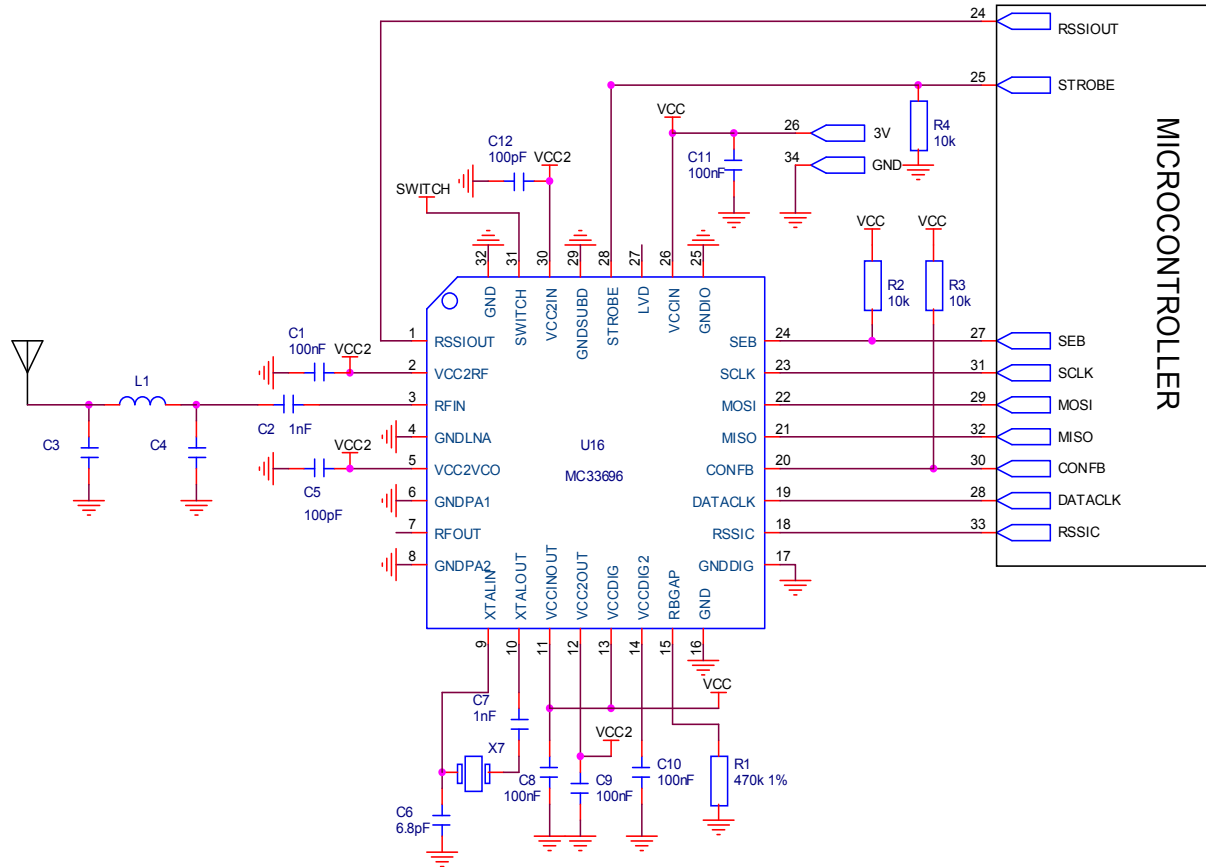 24
RSSIOUT
25
STROBE
MICROCONTROLLER
VCC
R4
10k
26
3V
C12
100pF
VCC2
C11
100nF
34
GND
SWITCH
VCC
VCC
32
31
30
29
28
27
26
25
GND
SWITCH
VCC2IN
GNDSUBD
STROBE
LVD
VCCIN
GNDIO
R2
10k
R3
10k
C1
100nF
VCC2
1
RSSIOUT
SEB
24
27
SEB
2
VCC2RF
SCLK
23
31
SCLK
L1
3
RFIN
MOSI
22
29
MOSI
C2
1nF
C3
C4
4
GNDLNA
U16
MISO
21
32
MISO
VCC2
5
VCC2VCO
MC33696
CONFB
20
30
CONFB
C5
100pF
6
GNDPA1
DATACLK
19
28
DATACLK
7
RFOUT
RSSIC
18
33
RSSIC
8
GNDPA2
GNDDIG
17
XTALIN
XTALOUT
VCCINOUT
VCC2OUT
VCCDIG
VCCDIG2
RBGAP
GND
9
10
11
12
13
14
15
16
VCC
C7
1nF
VCC2
X7
C8
100nF
C9
100nF
C10
100nF
R1
470k 1%
C6
6.8pF